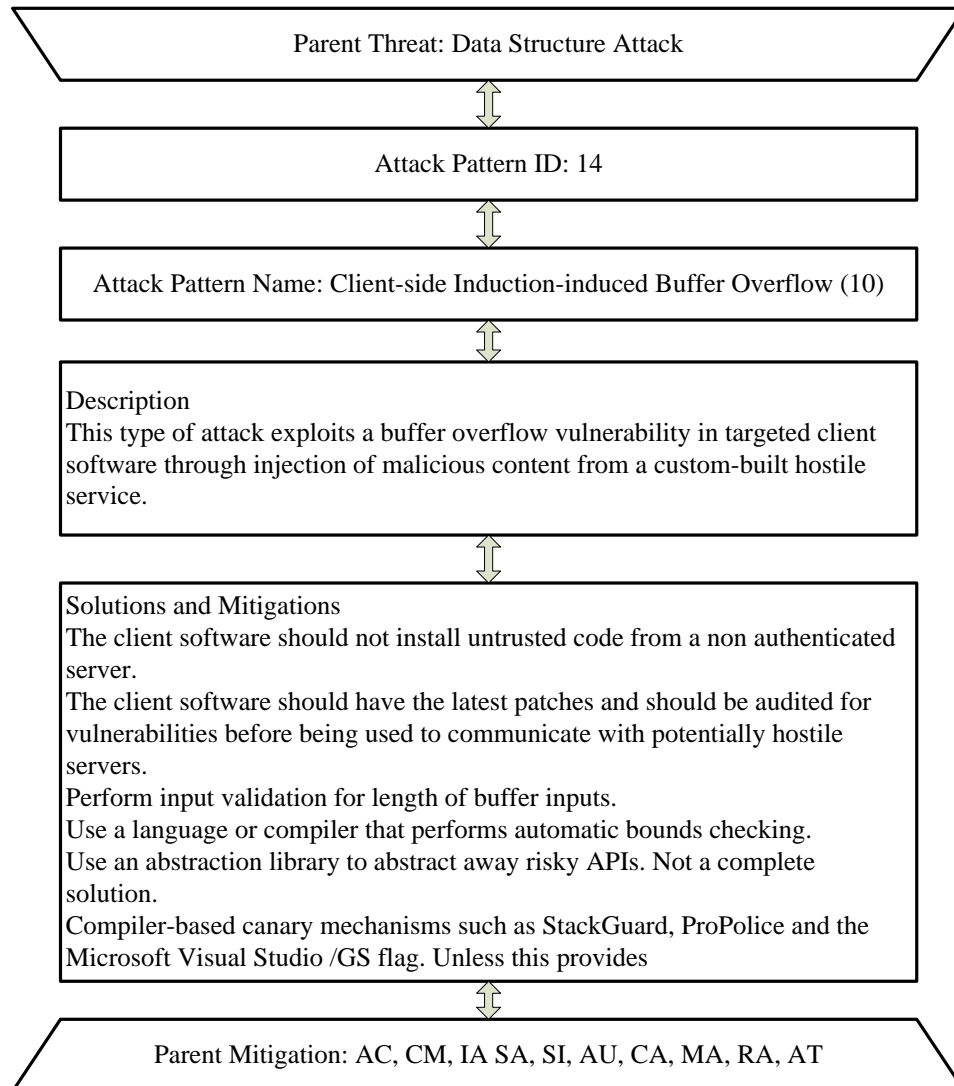 Parent Threat: Data Structure Attack
Attack Pattern ID: 14
Attack Pattern Name: Client-side Induction-induced Buffer Overflow (10)
Description
This type of attack exploits a buffer overflow vulnerability in targeted client
software through injection of malicious content from a custom-built hostile
service.
Solutions and Mitigations
The client software should not install untrusted code from a non authenticated
server.
The client software should have the latest patches and should be audited for
vulnerabilities before being used to communicate with potentially hostile
servers.
Perform input validation for length of buffer inputs.
Use a language or compiler that performs automatic bounds checking.
Use an abstraction library to abstract away risky APIs. Not a complete
solution.
Compiler-based canary mechanisms such as StackGuard, ProPolice and the
Microsoft Visual Studio /GS flag. Unless this provides
Parent Mitigation: AC, CM, IA SA, SI, AU, CA, MA, RA, AT